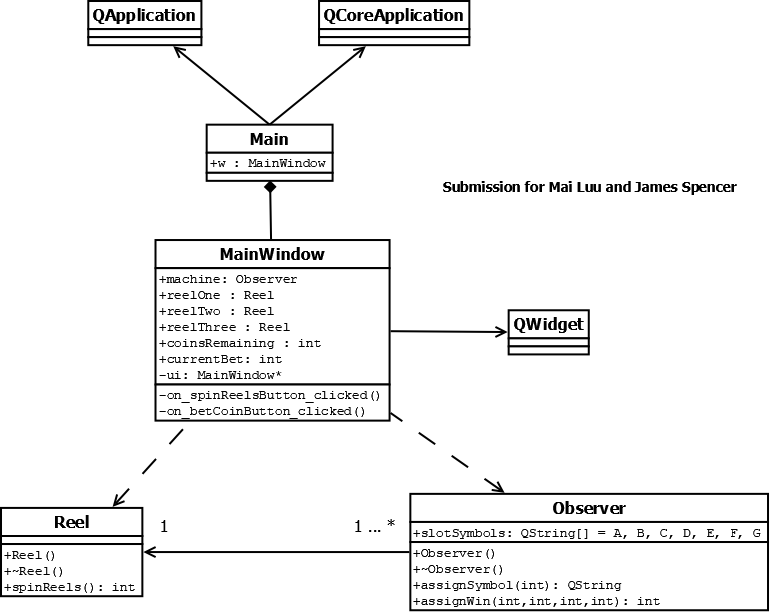 QApplication
QCoreApplication
Main
+w : MainWindow
Submission for Mai Luu and James Spencer
MainWindow
+machine: Observer
+reelOne : Reel
+reelTwo : Reel
+reelThree : Reel
+coinsRemaining : int
+currentBet: int
-ui: MainWindow*
-on_spinReelsButton_clicked()
-on_betCoinButton_clicked()
QWidget
Reel
+Reel()
+~Reel()
+spinReels(): int
1
1 ... *
Observer
+slotSymbols: QString[] = A, B, C, D, E, F, G
+Observer()
+~Observer()
+assignSymbol(int): QString
+assignWin(int,int,int,int): int